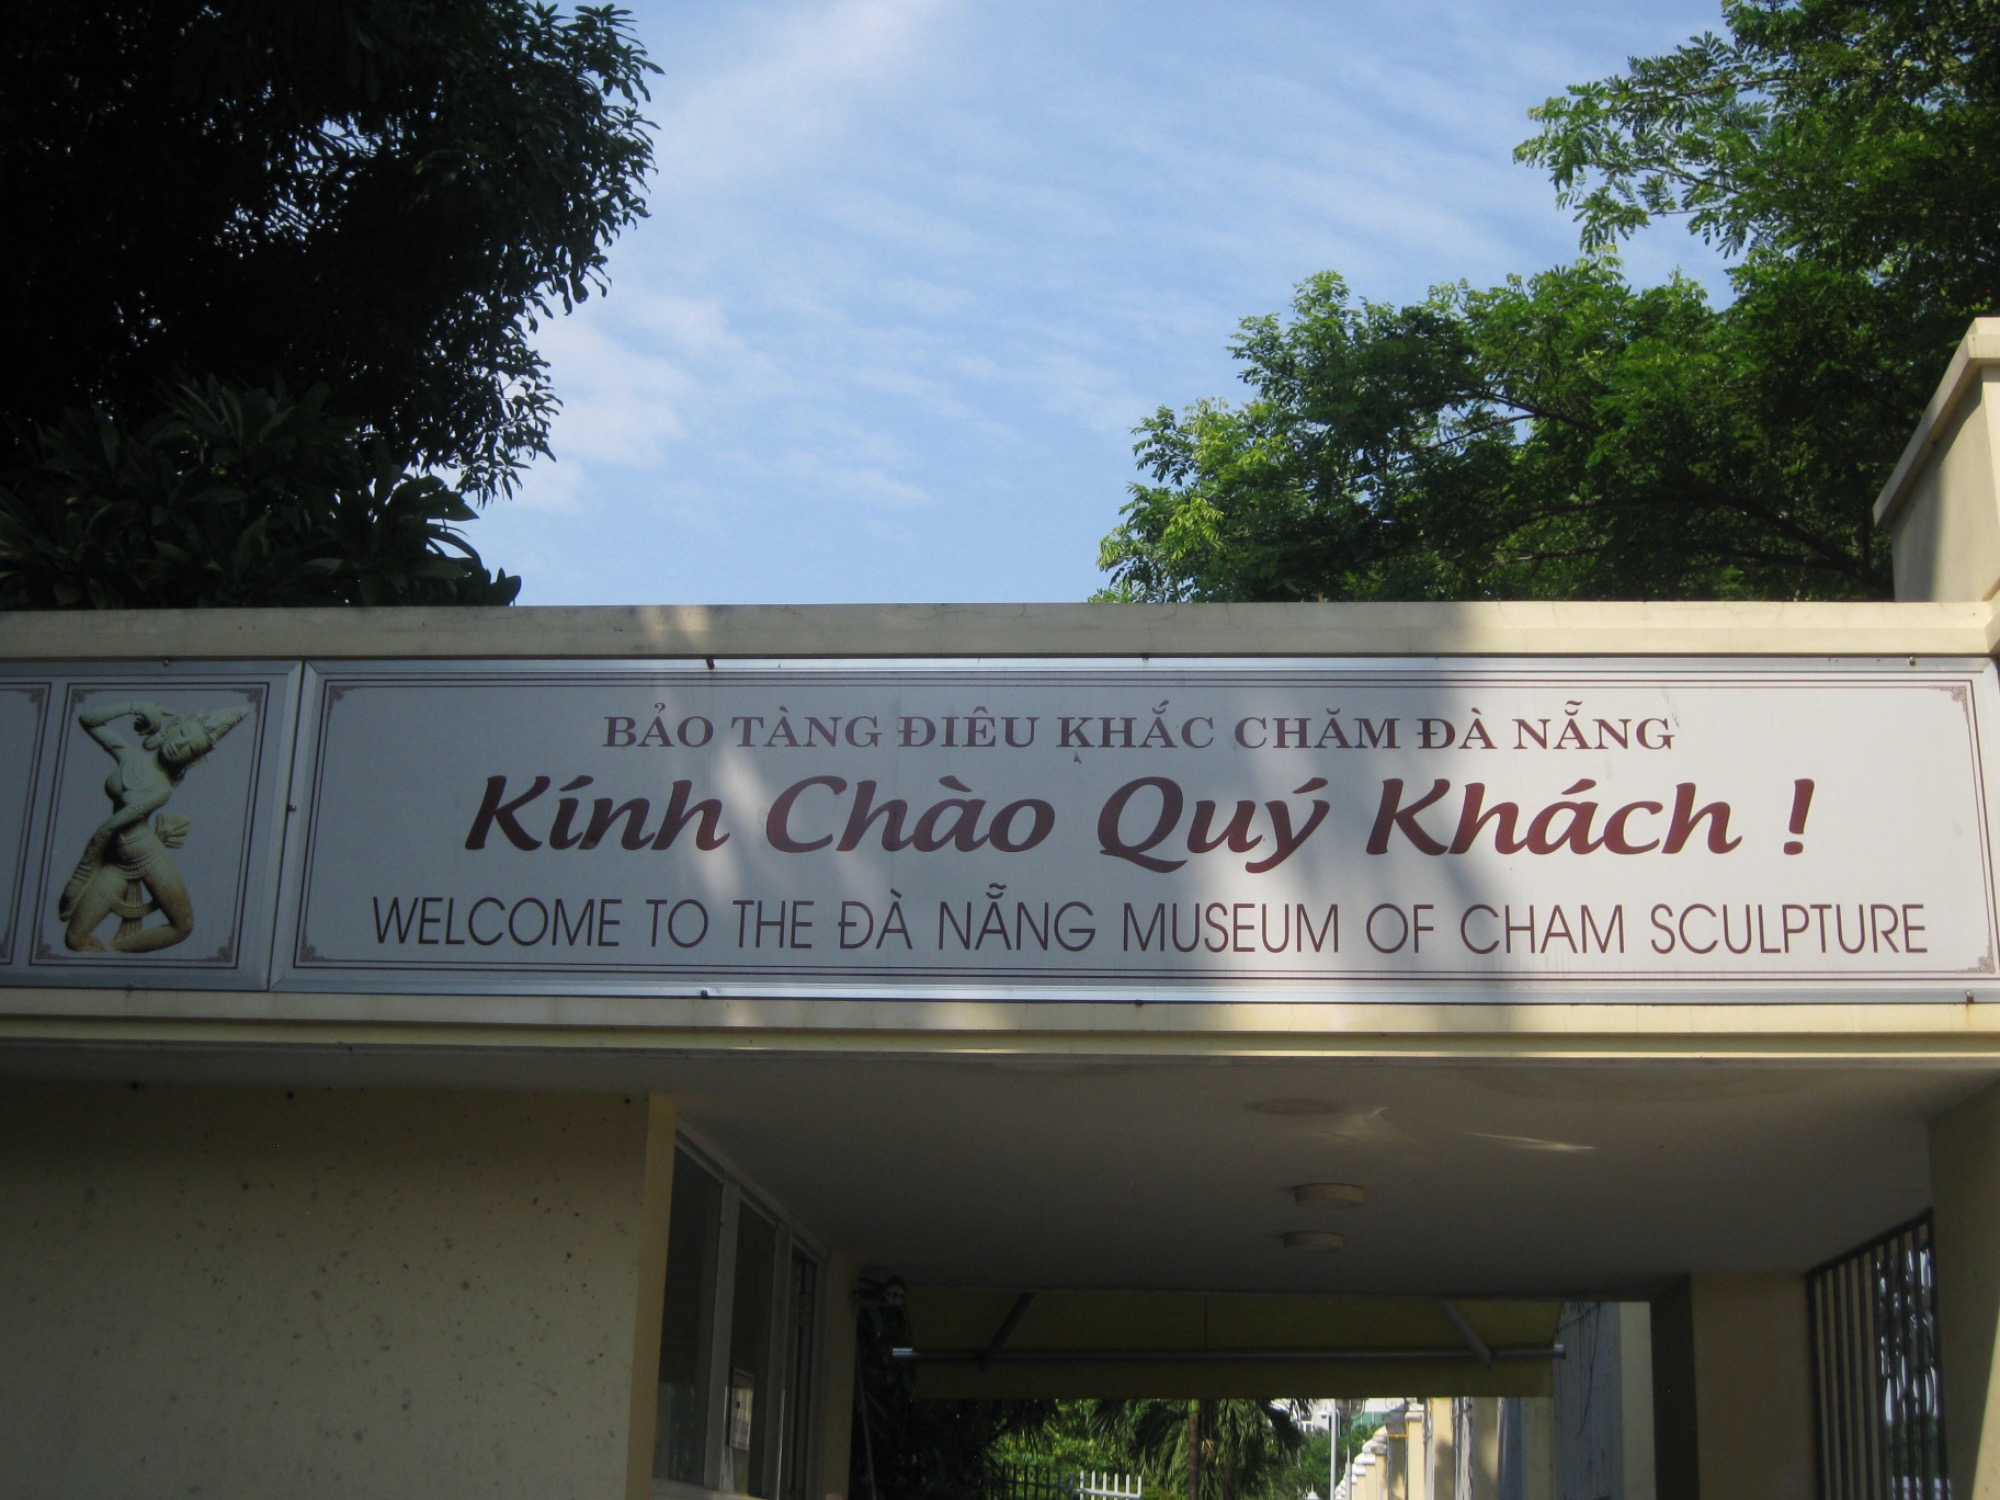 BẢO TÀNG ĐIÊU KHẮC CHĂM ĐÀ NẴNG
Kính Chào Quý Khách !
WELCOME TO THE ĐÀ NẴNG MUSEUM OF CHAM SCULPTURE